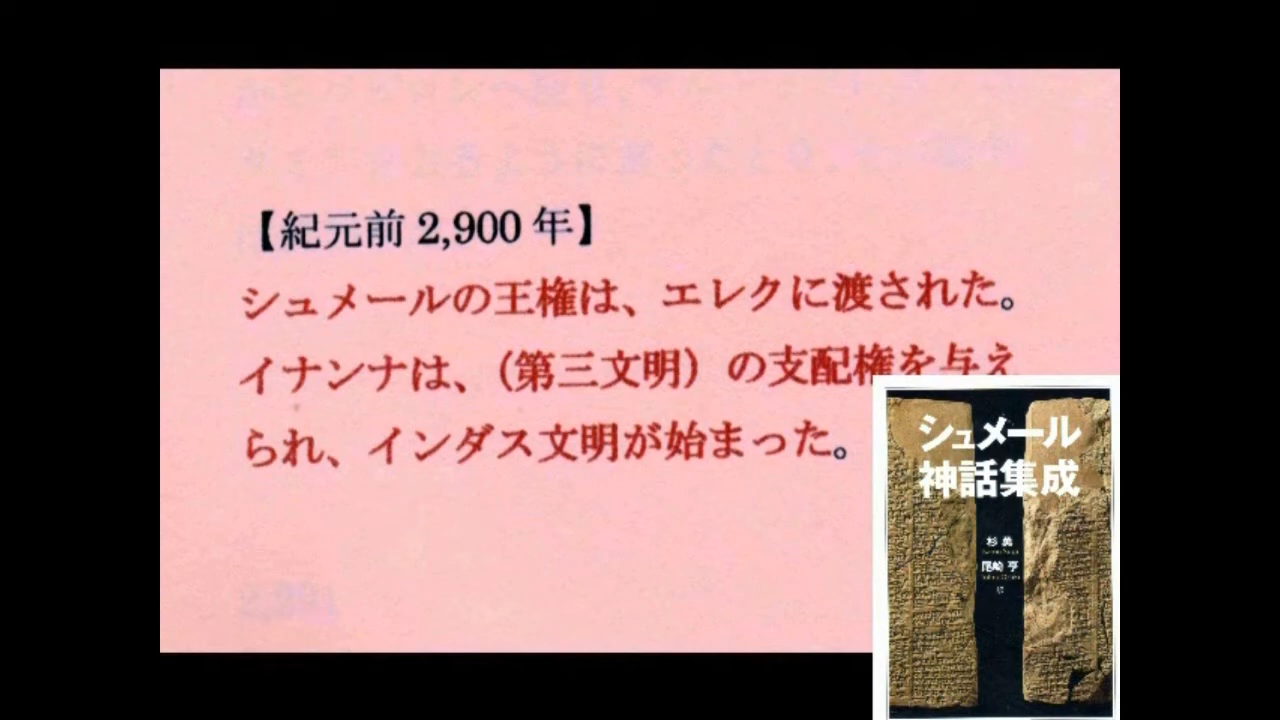 【紀元前 2,900 年】
シュメールの王権は、エレクに渡された。
イナンナは、（第三文明）の支配権を与え
られ、インダス文明が始まった。
シュメール
神話集成
杉 勇
尾崎 亨
訳